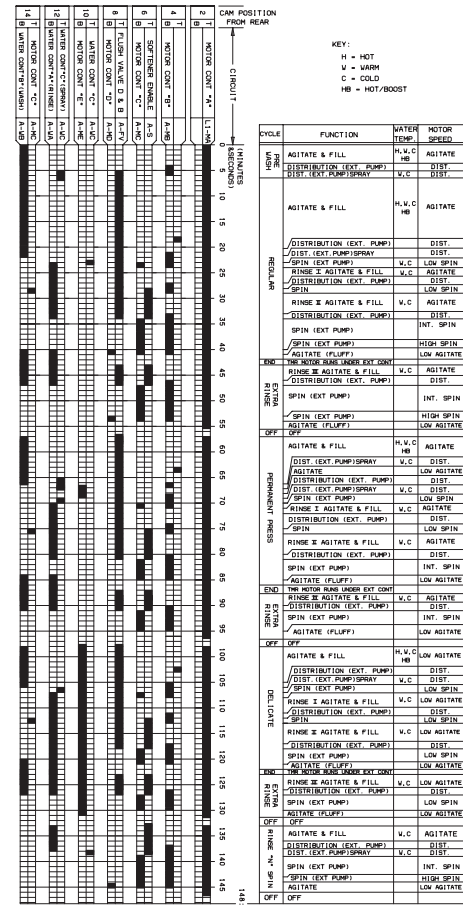 CAM POSITION
FROM REAR
CIRCUIT
(MINUTES
& SECONDS)
2 T
B MOTOR CONT "A" L1-MA
4 T
B MOTOR CONT "B" A-MB
6 T SOFTENER ENABLE A-S
B MOTOR CONT "C" A-MC
8 T FLUSH VALVE D & B A-FV
B MOTOR CONT "D" A-MD
10 T WATER CONT "C" A-VC
B MOTOR CONT "E" A-ME
12 T WATER CONT "C" (SPRAY) A-VC
B WATER CONT "A" (RINSE) A-WA
14 T MOTOR CONT "C" A-MC
B WATER CONT "B" (WASH) A-WB
0 5 10 15 20 25 30 35 40 45 50 55 60 65 70 75 80 85 90 95 100 105 110 115 120 125 130 135 140 145 148:
KEY:
H = HOT
W = WARM
C = COLD
HB = HOT/BOOST
CYCLE FUNCTION WATER TEMP. MOTOR SPEED
PRE WASH
AGITATE & FILL H,W,C HB AGITATE
DISTRIBUTION (EXT. PUMP) DIST.
DIST. (EXT.PUMP)SPRAY W,C DIST.
REGULAR
AGITATE & FILL H,W,C HB AGITATE
DISTRIBUTION (EXT. PUMP) DIST.
DIST. (EXT.PUMP)SPRAY DIST.
SPIN (EXT PUMP) W,C LOW SPIN
RINSE I AGITATE & FILL W,C AGITATE
DISTRIBUTION (EXT. PUMP) DIST.
SPIN LOW SPIN
RINSE II AGITATE & FILL W,C AGITATE
DISTRIBUTION (EXT. PUMP) DIST.
SPIN (EXT PUMP) INT. SPIN
SPIN (EXT PUMP) HIGH SPIN
AGITATE (FLUFF) LOW AGITATE
END TMR MOTOR RUNS UNDER EXT CONT
EXTRA RINSE
RINSE III AGITATE & FILL W,C AGITATE
DISTRIBUTION (EXT. PUMP) DIST.
SPIN (EXT PUMP) INT. SPIN
SPIN (EXT PUMP) HIGH SPIN
AGITATE (FLUFF) LOW AGITATE
OFF OFF
PERMANENT PRESS
AGITATE & FILL H,W,C HB AGITATE
DIST. (EXT.PUMP)SPRAY W,C DIST.
AGITATE LOW AGITATE
DISTRIBUTION (EXT. PUMP) DIST.
DIST. (EXT.PUMP)SPRAY W,C DIST.
SPIN (EXT PUMP) LOW SPIN
RINSE I AGITATE & FILL W,C AGITATE
DISTRIBUTION (EXT. PUMP) DIST.
SPIN LOW SPIN
RINSE II AGITATE & FILL W,C AGITATE
DISTRIBUTION (EXT. PUMP) DIST.
SPIN (EXT PUMP) INT. SPIN
AGITATE (FLUFF) LOW AGITATE
END TMR MOTOR RUNS UNDER EXT CONT
EXTRA RINSE
RINSE III AGITATE & FILL W,C AGITATE
DISTRIBUTION (EXT. PUMP) DIST.
SPIN (EXT PUMP) INT. SPIN
AGITATE (FLUFF) LOW AGITATE
OFF OFF
DELICATE
AGITATE & FILL H,W,C HB LOW AGITATE
DISTRIBUTION (EXT. PUMP) DIST.
DIST. (EXT.PUMP)SPRAY W,C DIST.
SPIN (EXT PUMP) LOW SPIN
RINSE I AGITATE & FILL W,C LOW AGITATE
DISTRIBUTION (EXT. PUMP) DIST.
SPIN LOW SPIN
RINSE II AGITATE & FILL W,C LOW AGITATE
DISTRIBUTION (EXT. PUMP) DIST.
SPIN (EXT PUMP) LOW SPIN
AGITATE (FLUFF) LOW AGITATE
END TMR MOTOR RUNS UNDER EXT CONT
EXTRA RINSE
RINSE III AGITATE & FILL W,C LOW AGITATE
DISTRIBUTION (EXT. PUMP) DIST.
SPIN (EXT PUMP) LOW SPIN
AGITATE (FLUFF) LOW AGITATE
OFF OFF
RINSE "N" SPIN
AGITATE & FILL W,C AGITATE
DISTRIBUTION (EXT. PUMP) DIST.
DIST. (EXT.PUMP)SPRAY W,C DIST.
SPIN (EXT PUMP) INT. SPIN
SPIN (EXT PUMP) HIGH SPIN
AGITATE LOW AGITATE
OFF OFF